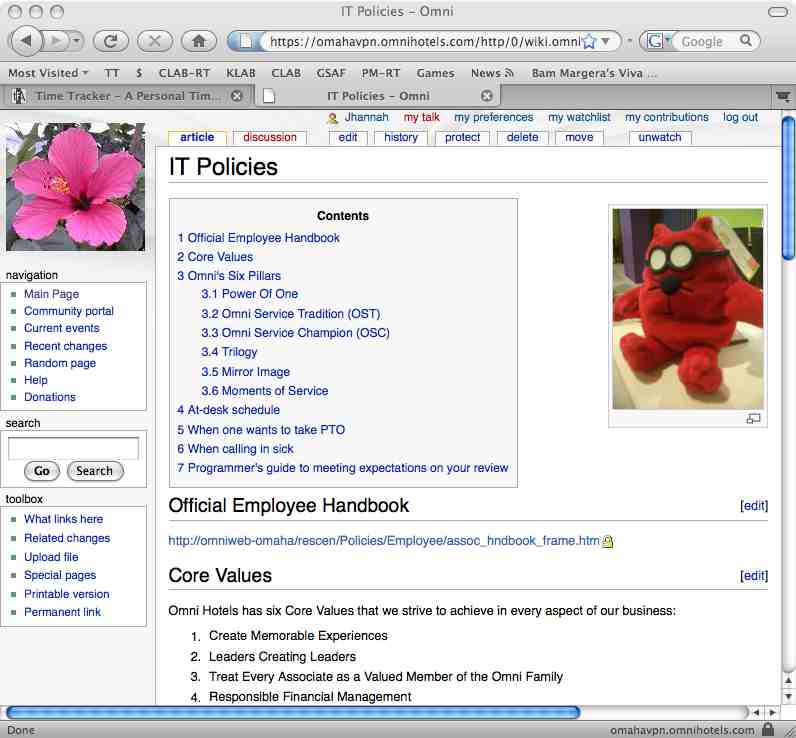 IT Policies – Omni
https://omahavpn.omnihotels.com/http/0/wiki.omni
Google
Most Visited TT $ CLAB-RT KLAB CLAB GSAF PM-RT Games News Bam Margera's Viva ...
Time Tracker – A Personal Tim...
IT Policies – Omni
Jhannah my talk my preferences my watchlist my contributions log out
article discussion edit history protect delete move unwatch
IT Policies
Contents
1 Official Employee Handbook
2 Core Values
3 Omni's Six Pillars
3.1 Power Of One
3.2 Omni Service Tradition (OST)
3.3 Omni Service Champion (OSC)
3.4 Trilogy
3.5 Mirror Image
3.6 Moments of Service
4 At-desk schedule
5 When one wants to take PTO
6 When calling in sick
7 Programmer's guide to meeting expectations on your review
navigation
Main Page
Community portal
Current events
Recent changes
Random page
Help
Donations
search
Go Search
toolbox
What links here
Related changes
Upload file
Special pages
Printable version
Permanent link
Official Employee Handbook [edit]
http://omniweb-omaha/rescen/Policies/Employee/assoc_hndbook_frame.htm
Core Values [edit]
Omni Hotels has six Core Values that we strive to achieve in every aspect of our business:
1. Create Memorable Experiences
2. Leaders Creating Leaders
3. Treat Every Associate as a Valued Member of the Omni Family
4. Responsible Financial Management
Done omahavpn.omnihotels.com